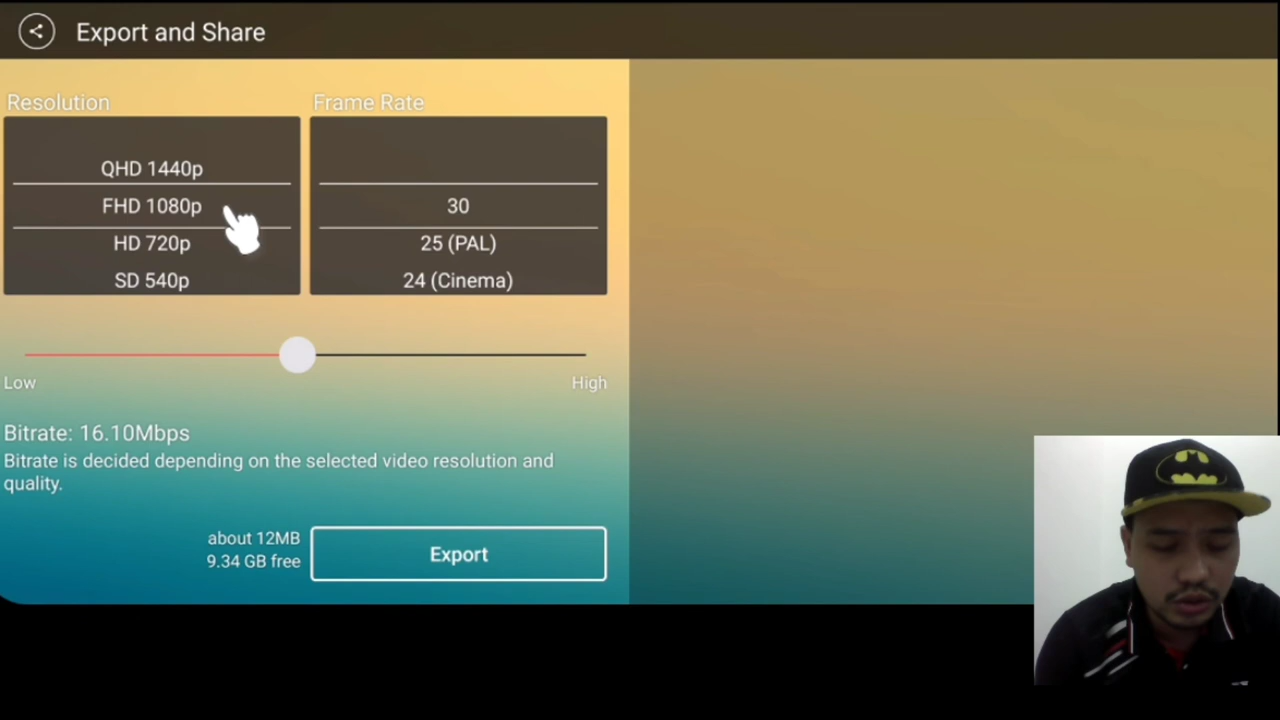 Export and Share
Resolution
Frame Rate
QHD 1440p
FHD 1080p
HD 720p
SD 540p
30
25 (PAL)
24 (Cinema)
Low
High
Bitrate: 16.10Mbps
Bitrate is decided depending on the selected video resolution and
quality.
about 12MB
9.34 GB free
Export